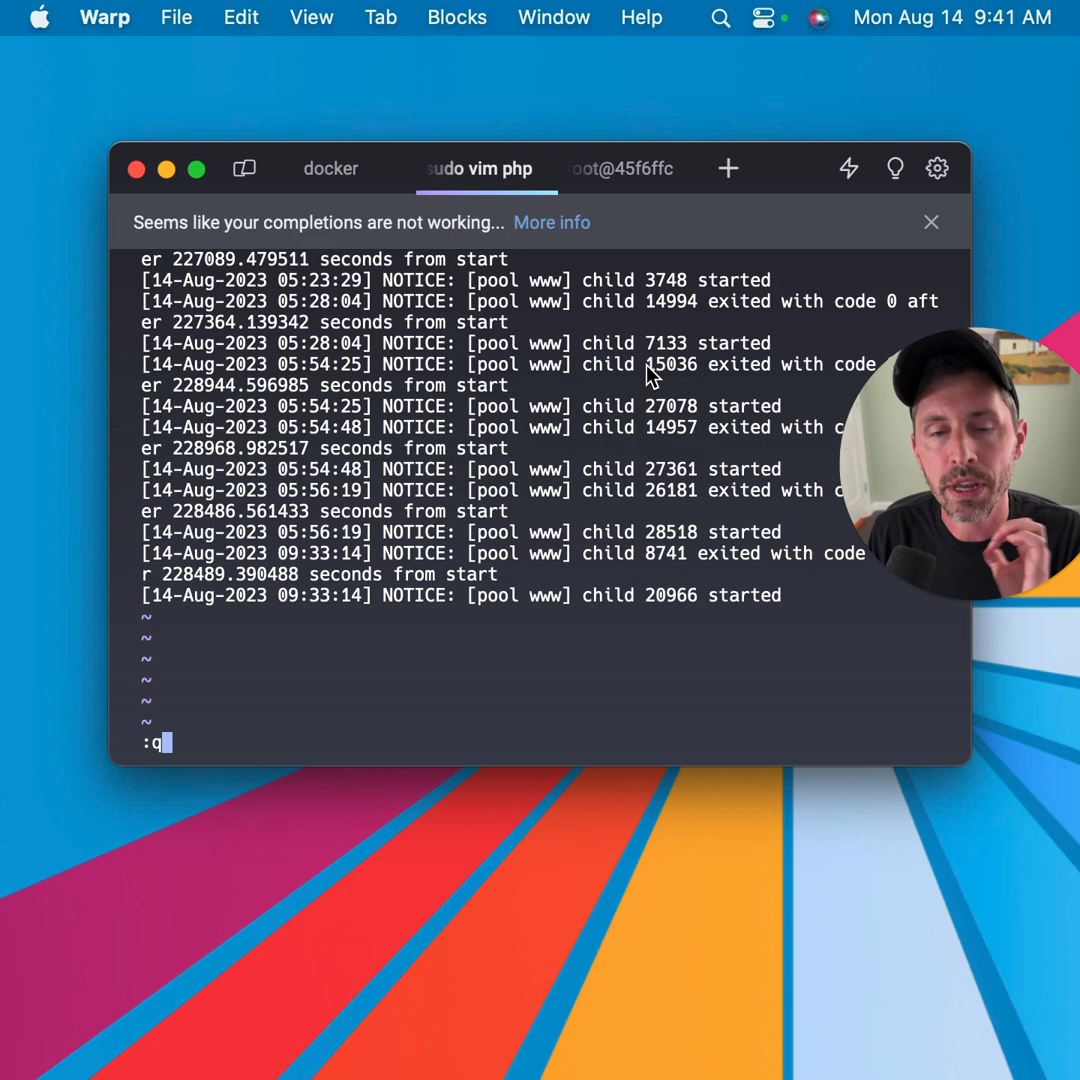 Warp File Edit View Tab Blocks Window Help Mon Aug 14 9:41 AM
docker sudo vim php root@45f6ffc
Seems like your completions are not working... More info
er 227089.479511 seconds from start
[14-Aug-2023 05:23:29] NOTICE: [pool www] child 3748 started
[14-Aug-2023 05:28:04] NOTICE: [pool www] child 14994 exited with code 0 aft
er 227364.139342 seconds from start
[14-Aug-2023 05:28:04] NOTICE: [pool www] child 7133 started
[14-Aug-2023 05:54:25] NOTICE: [pool www] child 15036 exited with code
er 228944.596985 seconds from start
[14-Aug-2023 05:54:25] NOTICE: [pool www] child 27078 started
[14-Aug-2023 05:54:48] NOTICE: [pool www] child 14957 exited with c
er 228968.982517 seconds from start
[14-Aug-2023 05:54:48] NOTICE: [pool www] child 27361 started
[14-Aug-2023 05:56:19] NOTICE: [pool www] child 26181 exited with c
er 228486.561433 seconds from start
[14-Aug-2023 05:56:19] NOTICE: [pool www] child 28518 started
[14-Aug-2023 09:33:14] NOTICE: [pool www] child 8741 exited with code
r 228489.390488 seconds from start
[14-Aug-2023 09:33:14] NOTICE: [pool www] child 20966 started
~
~
~
~
~
~
:q